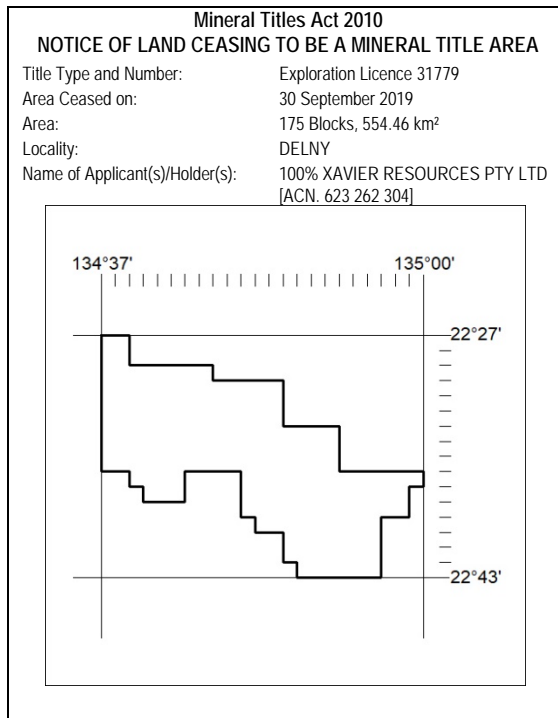 Mineral Titles Act 2010
NOTICE OF LAND CEASING TO BE A MINERAL TITLE AREA
Title Type and Number: Exploration Licence 31779
Area Ceased on: 30 September 2019
Area: 175 Blocks, 554.46 km²
Locality: DELNY
Name of Applicant(s)/Holder(s): 100% XAVIER RESOURCES PTY LTD
[ACN. 623 262 304]
134°37' 135°00'
22°27'
22°43'